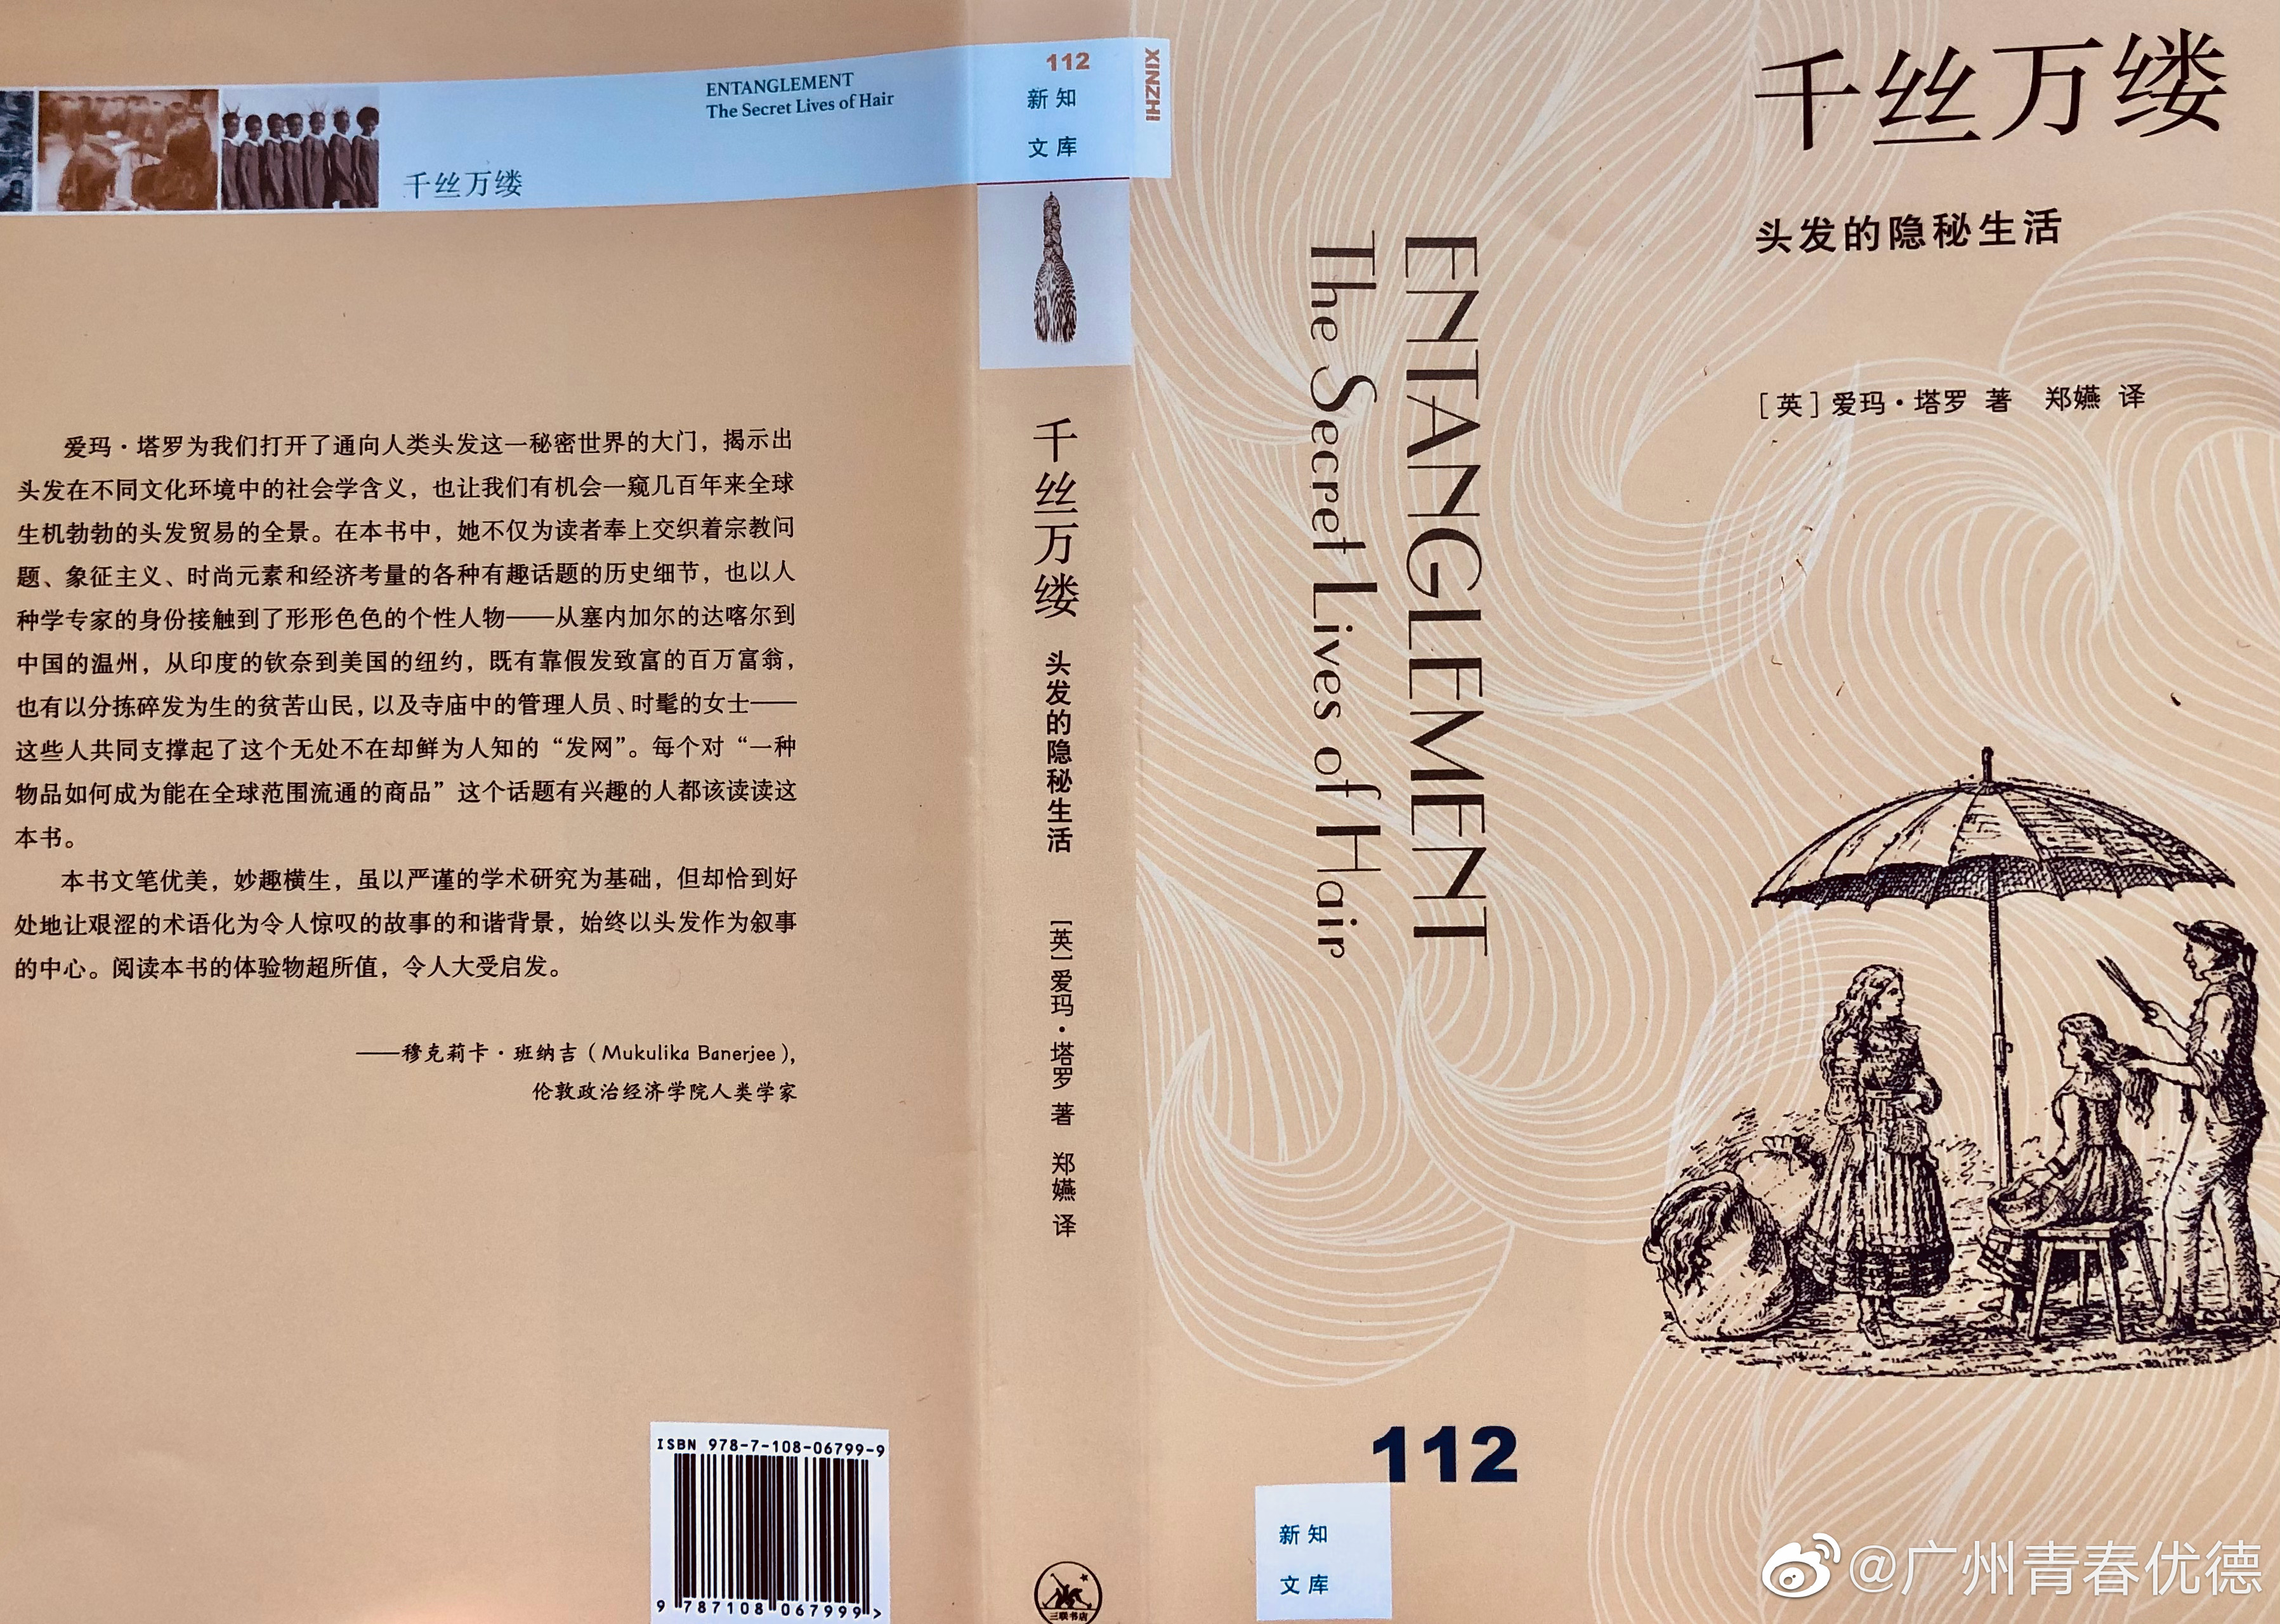 ENTANGLEMENT
The Secret Lives of Hair
千丝万缕
爱玛·塔罗为我们打开了通向人类头发这一秘密世界的大门，揭示出
头发在不同文化环境中的社会学含义，也让我们有机会一窥几百年来全球
生机勃勃的头发贸易的全景。在本书中，她不仅为读者奉上交织着宗教问
题、象征主义、时尚元素和经济考量的各种有趣话题的历史细节，也以人
种学专家的身份接触到了形形色色的个性人物——从塞内加尔的达喀尔到
中国的温州，从印度的钦奈到美国的纽约，既有靠假发致富的百万富翁，
也有以分拣碎发为生的贫苦山民，以及寺庙中的管理人员、时髦的女士——
这些人共同支撑起了这个无处不在却鲜为人知的“发网”。每个对“一种
物品如何成为能在全球范围流通的商品”这个话题有兴趣的人都该读读这
本书。
本书文笔优美，妙趣横生，虽以严谨的学术研究为基础，但却恰到好
处地让艰涩的术语化为令人惊叹的故事的和谐背景，始终以头发作为叙事
的中心。阅读本书的体验物超所值，令人大受启发。
——穆克莉卡·班纳吉（Mukulika Banerjee），
伦敦政治经济学院人类学家
ISBN 978-7-108-06799-9
9 787108 067999 >
112
新知
文库
XINZHI
千丝万缕 头发的隐秘生活 [英]爱玛·塔罗 著 郑嬿 译
三联书店
千丝万缕
头发的隐秘生活
[英]爱玛·塔罗 著 郑嬿 译
ENTANGLEMENT
The Secret Lives of Hair
112
新知
文库
@广州青春优德